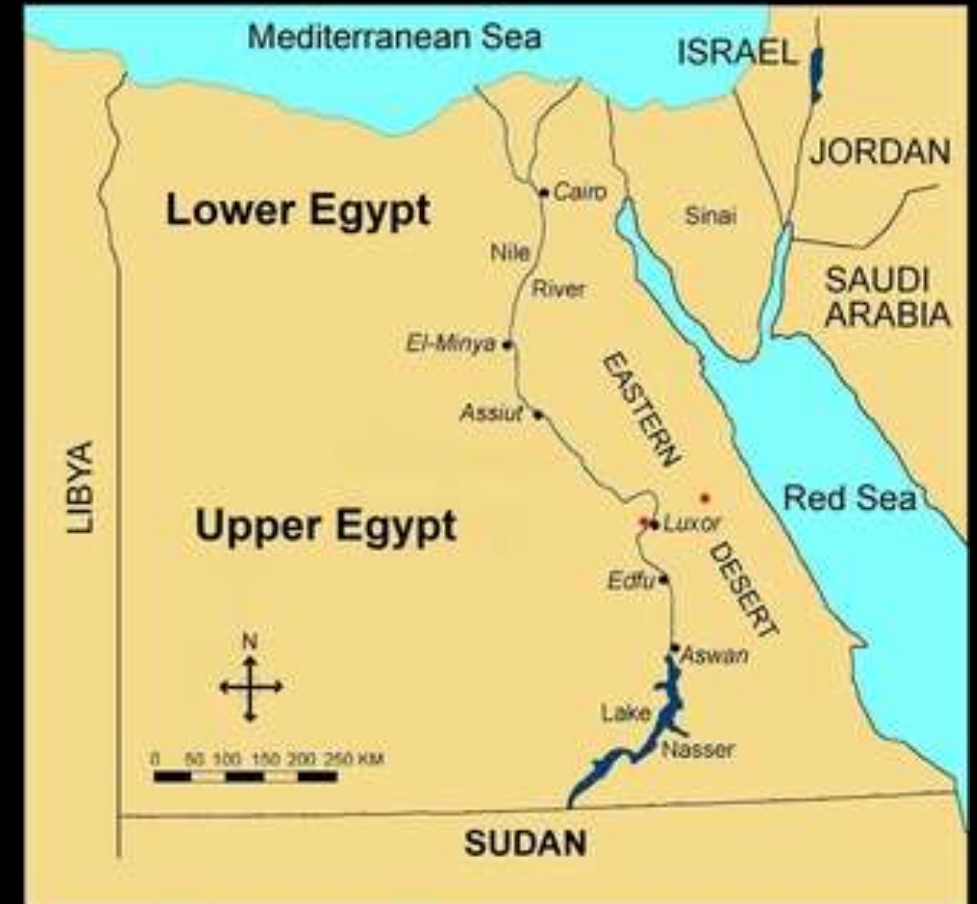 Mediterranean Sea
ISRAEL
JORDAN
Cairo
Lower Egypt
Sinai
Nile
River
SAUDI
ARABIA
El-Minya
EASTERN
Assiut
LIBYA
Red Sea
Upper Egypt
Luxor
DESERT
Edfu
N
Aswan
Lake
Nasser
0 50 100 150 200 250 KM
SUDAN